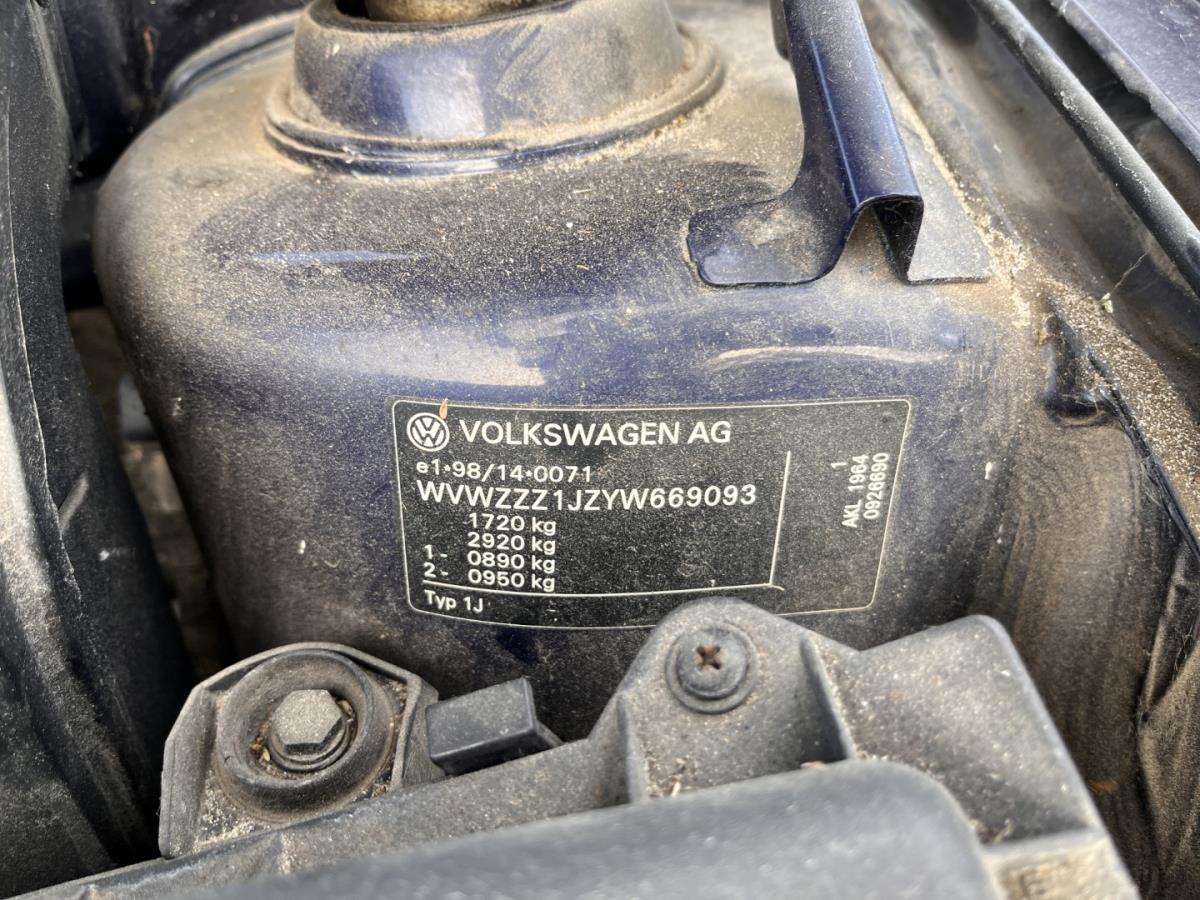 VOLKSWAGEN AG
e1*98/14*0071
WVWZZZ1JZYW669093
1720 kg
2920 kg
1- 0890 kg
2- 0950 kg
Typ 1J
1
AKL 1964
0926690